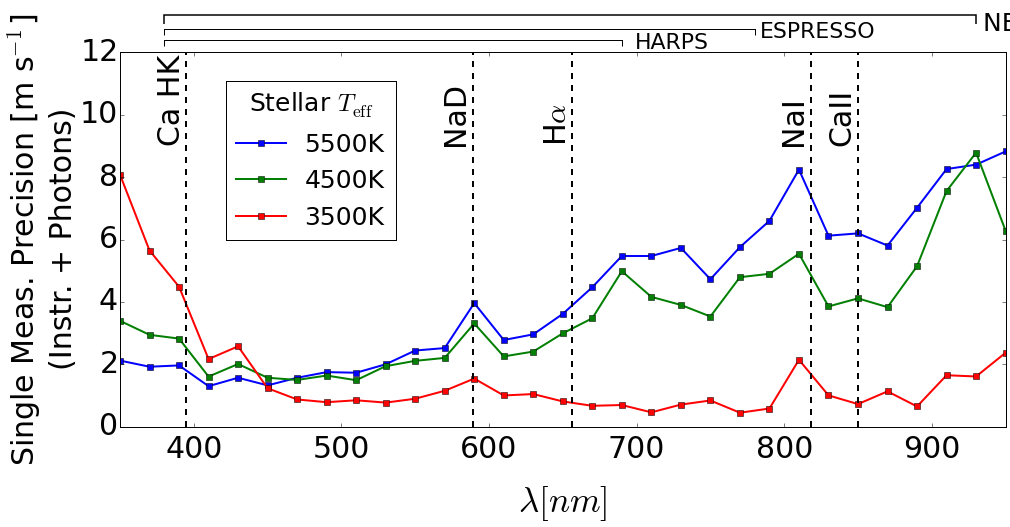 NE
ESPRESSO
HARPS
Single Meas. Precision [m s⁻¹]
(Instr. + Photons)
12
10
8
6
4
2
0
Ca HK
NaD
Hα
NaI
CaII
Stellar T_eff
5500K
4500K
3500K
400
500
600
700
800
900
λ[nm]